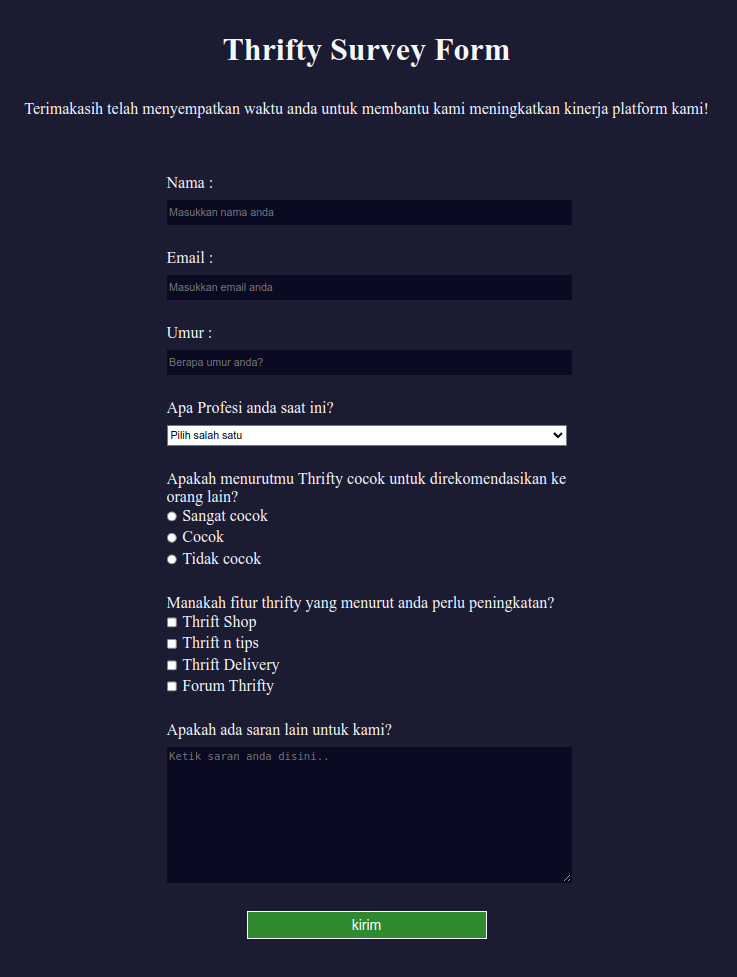 Thrifty Survey Form
Terimakasih telah menyempatkan waktu anda untuk membantu kami meningkatkan kinerja platform kami!
Nama :
Masukkan nama anda
Email :
Masukkan email anda
Umur :
Berapa umur anda?
Apa Profesi anda saat ini?
Pilih salah satu
Apakah menurutmu Thrifty cocok untuk direkomendasikan ke
orang lain?
Sangat cocok
Cocok
Tidak cocok
Manakah fitur thrifty yang menurut anda perlu peningkatan?
Thrift Shop
Thrift n tips
Thrift Delivery
Forum Thrifty
Apakah ada saran lain untuk kami?
Ketik saran anda disini..
kirim